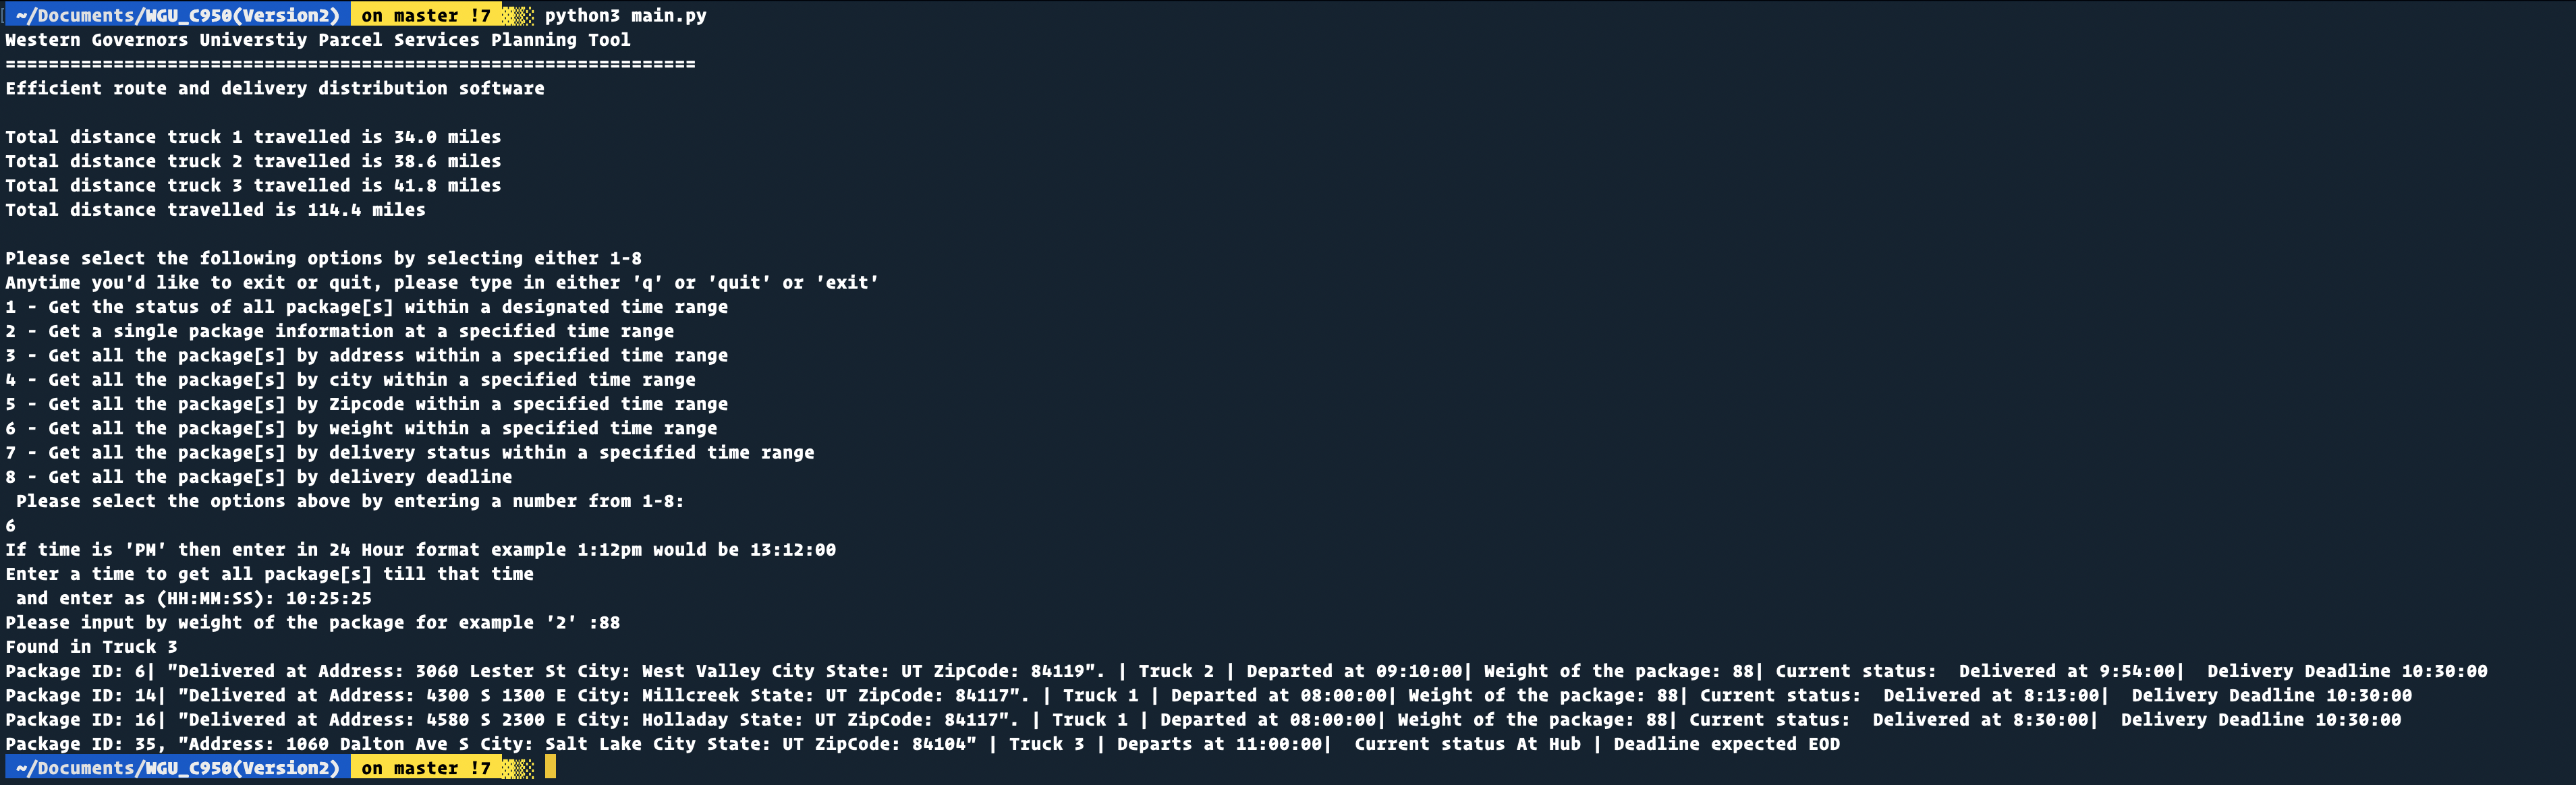 ~/Documents/WGU_C950(Version2) on master !7 python3 main.py
Western Governors Universtiy Parcel Services Planning Tool
================================================================
Efficient route and delivery distribution software
Total distance truck 1 travelled is 34.0 miles
Total distance truck 2 travelled is 38.6 miles
Total distance truck 3 travelled is 41.8 miles
Total distance travelled is 114.4 miles
Please select the following options by selecting either 1-8
Anytime you'd like to exit or quit, please type in either 'q' or 'quit' or 'exit'
1 - Get the status of all package[s] within a designated time range
2 - Get a single package information at a specified time range
3 - Get all the package[s] by address within a specified time range
4 - Get all the package[s] by city within a specified time range
5 - Get all the package[s] by Zipcode within a specified time range
6 - Get all the package[s] by weight within a specified time range
7 - Get all the package[s] by delivery status within a specified time range
8 - Get all the package[s] by delivery deadline
 Please select the options above by entering a number from 1-8:
6
If time is 'PM' then enter in 24 Hour format example 1:12pm would be 13:12:00
Enter a time to get all package[s] till that time
 and enter as (HH:MM:SS): 10:25:25
Please input by weight of the package for example '2' :88
Found in Truck 3
Package ID: 6| "Delivered at Address: 3060 Lester St City: West Valley City State: UT ZipCode: 84119". | Truck 2 | Departed at 09:10:00| Weight of the package: 88| Current status:  Delivered at 9:54:00|  Delivery Deadline 10:30:00
Package ID: 14| "Delivered at Address: 4300 S 1300 E City: Millcreek State: UT ZipCode: 84117". | Truck 1 | Departed at 08:00:00| Weight of the package: 88| Current status:  Delivered at 8:13:00|  Delivery Deadline 10:30:00
Package ID: 16| "Delivered at Address: 4580 S 2300 E City: Holladay State: UT ZipCode: 84117". | Truck 1 | Departed at 08:00:00| Weight of the package: 88| Current status:  Delivered at 8:30:00|  Delivery Deadline 10:30:00
Package ID: 35, "Address: 1060 Dalton Ave S City: Salt Lake City State: UT ZipCode: 84104" | Truck 3 | Departs at 11:00:00|  Current status At Hub | Deadline expected EOD
~/Documents/WGU_C950(Version2) on master !7